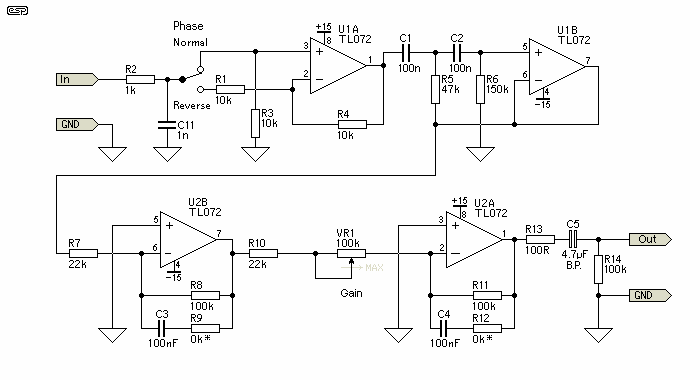 esp
Phase
Normal
Reverse
In
R2
1k
R1
10k
C11
1n
GND
R3
10k
+15
8
U1A
TL072
3
+
2
−
1
R4
10k
C1
100n
C2
100n
R5
47k
R6
150k
U1B
TL072
5
+
6
−
7
4
−15
R7
22k
U2B
TL072
5
+
6
−
7
4
−15
R8
100k
C3
100nF
R9
0k*
R10
22k
VR1
100k
MAX
Gain
+15
8
U2A
TL072
3
+
2
−
1
R11
100k
C4
100nF
R12
0k*
R13
100R
C5
4.7µF
B.P.
R14
100k
Out
GND